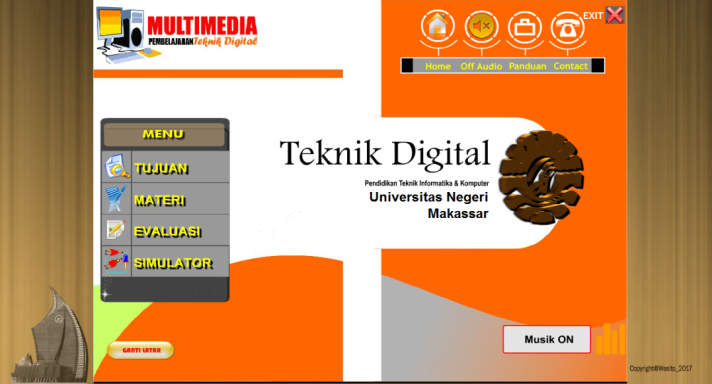 MULTIMEDIA
PEMBELAJARAN Teknik Digital
EXIT
Home Off Audio Panduan Contact
MENU
TUJUAN
MATERI
EVALUASI
SIMULATOR
Teknik Digital
Pendidikan Teknik Informatika & Komputer
Universitas Negeri
Makassar
GANTI LATAR
Musik ON
Copyright@Wasito_2017